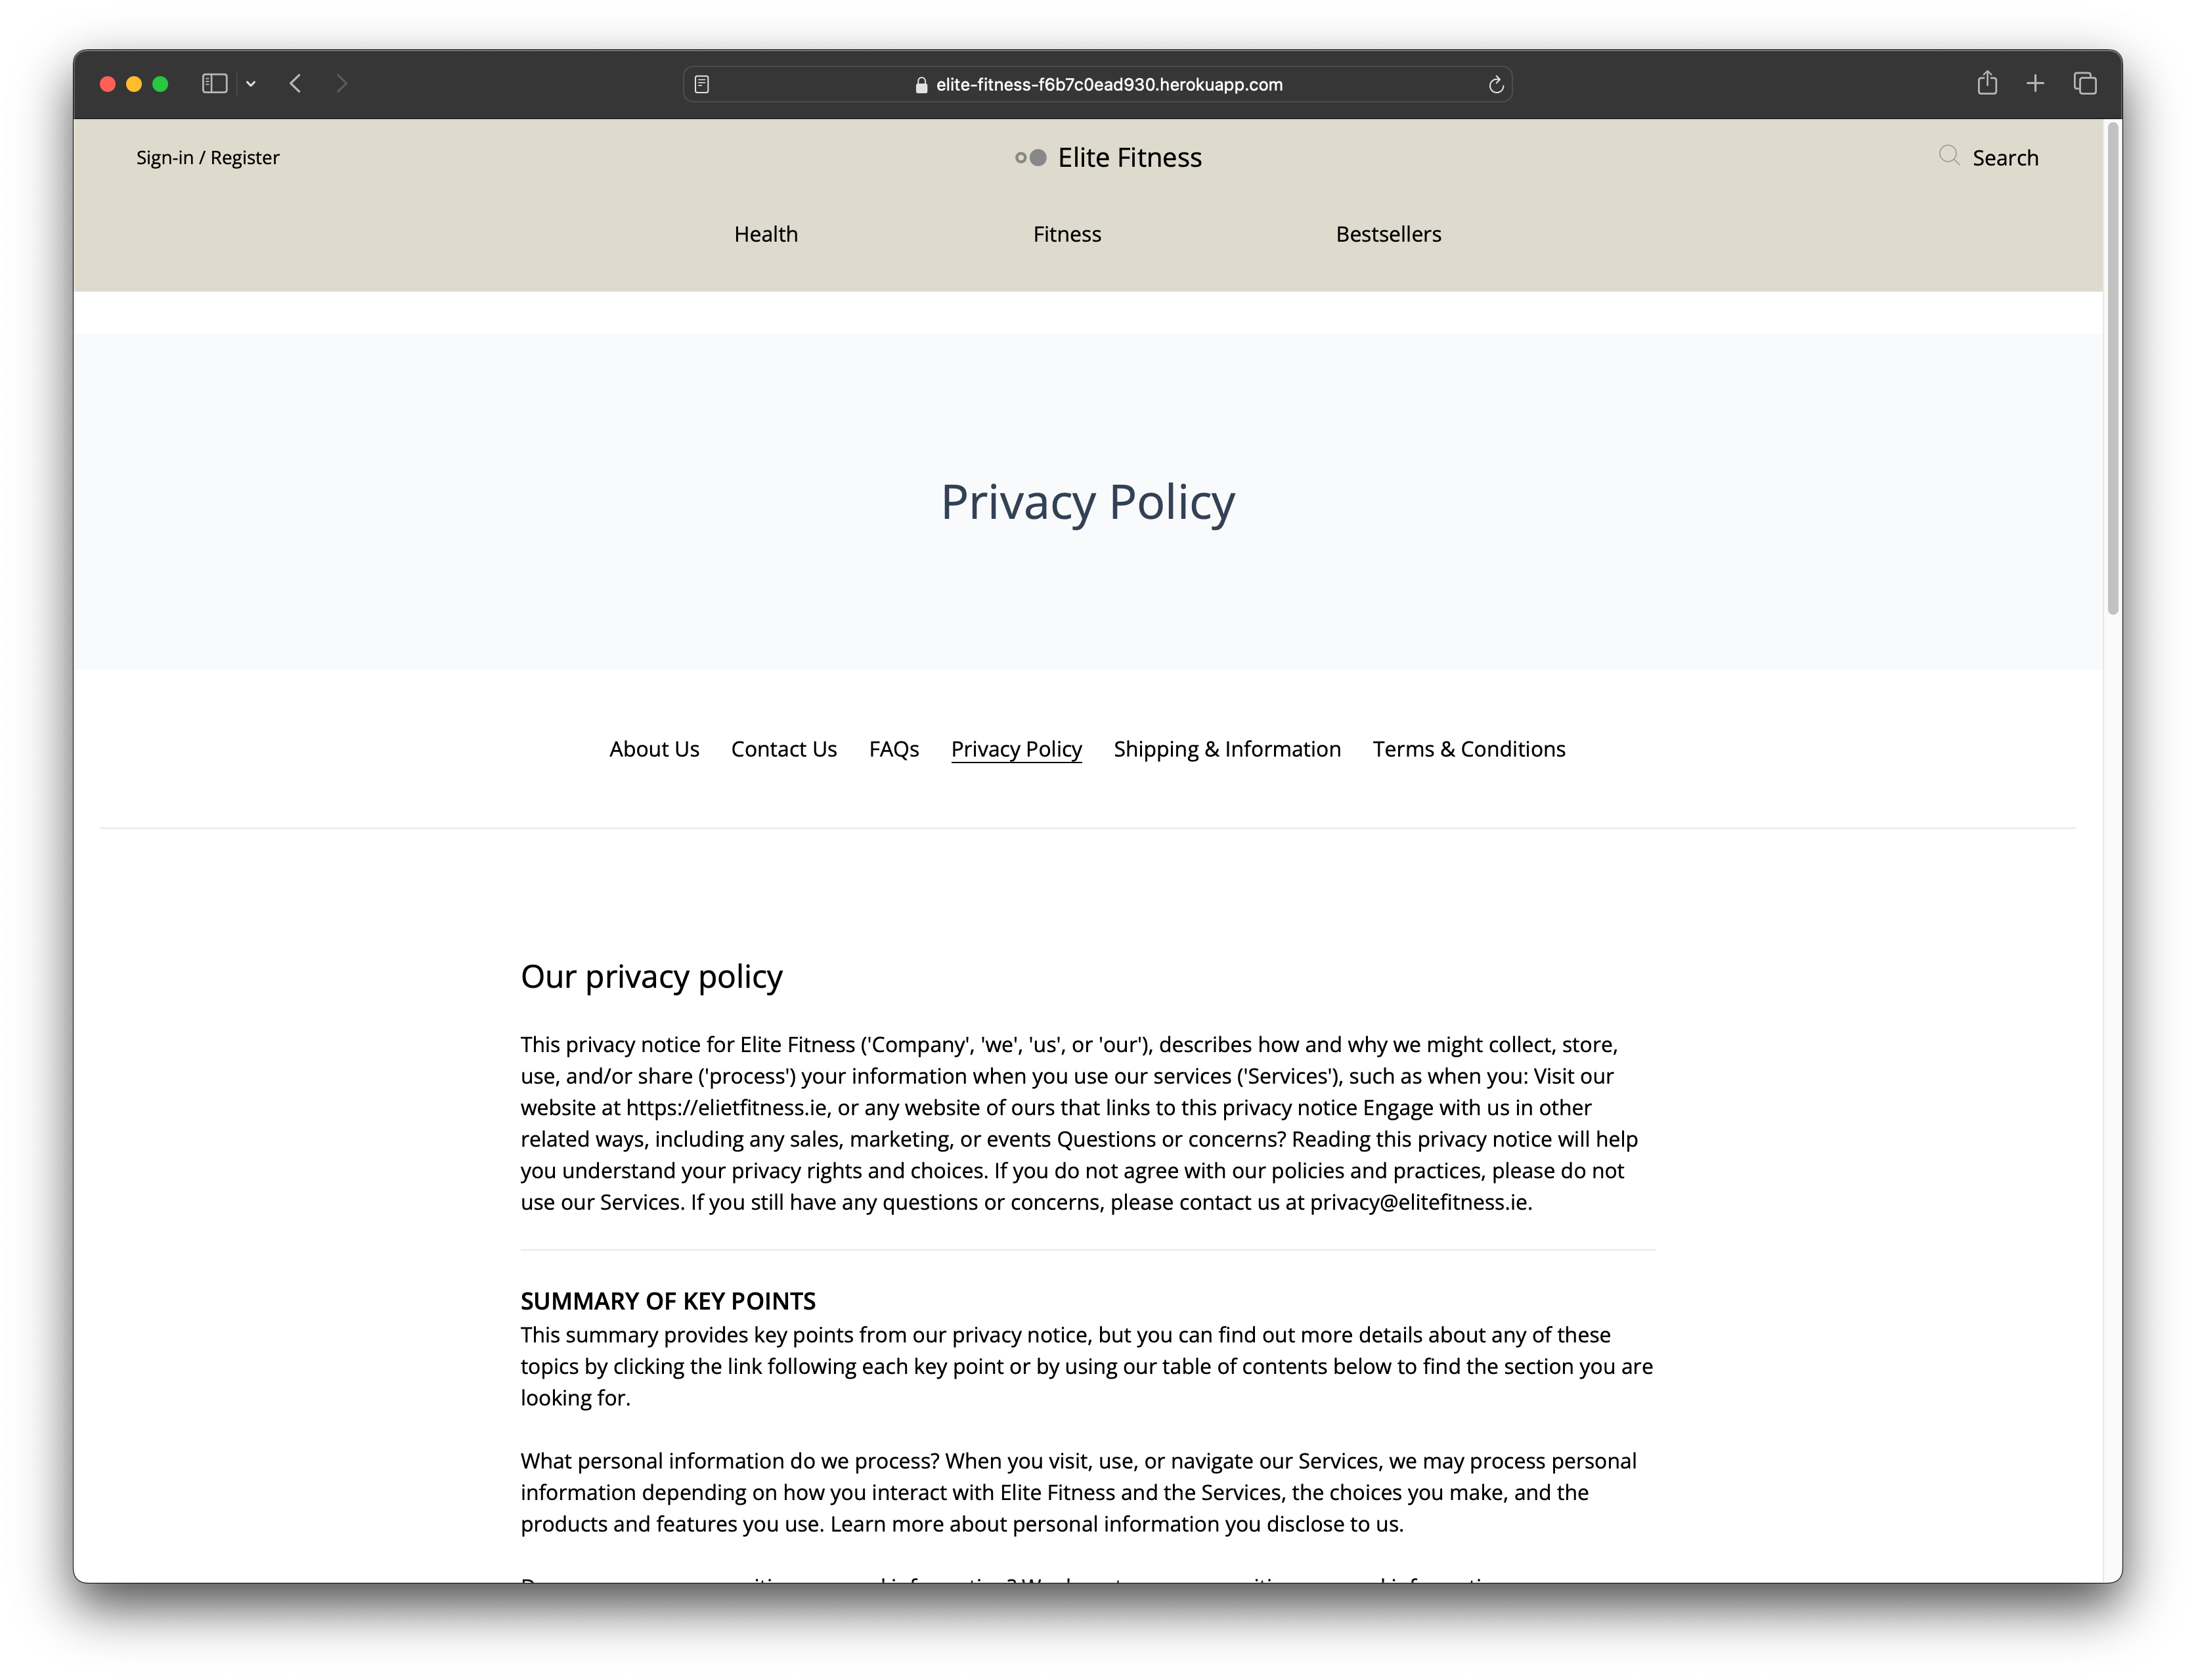 elite-fitness-f6b7c0ead930.herokuapp.com
Sign-in / Register
Elite Fitness
Search
Health
Fitness
Bestsellers
Privacy Policy
About Us
Contact Us
FAQs
Privacy Policy
Shipping & Information
Terms & Conditions
Our privacy policy
This privacy notice for Elite Fitness ('Company', 'we', 'us', or 'our'), describes how and why we might collect, store,
use, and/or share ('process') your information when you use our services ('Services'), such as when you: Visit our
website at https://elietfitness.ie, or any website of ours that links to this privacy notice Engage with us in other
related ways, including any sales, marketing, or events Questions or concerns? Reading this privacy notice will help
you understand your privacy rights and choices. If you do not agree with our policies and practices, please do not
use our Services. If you still have any questions or concerns, please contact us at privacy@elitefitness.ie.
SUMMARY OF KEY POINTS
This summary provides key points from our privacy notice, but you can find out more details about any of these
topics by clicking the link following each key point or by using our table of contents below to find the section you are
looking for.
What personal information do we process? When you visit, use, or navigate our Services, we may process personal
information depending on how you interact with Elite Fitness and the Services, the choices you make, and the
products and features you use. Learn more about personal information you disclose to us.